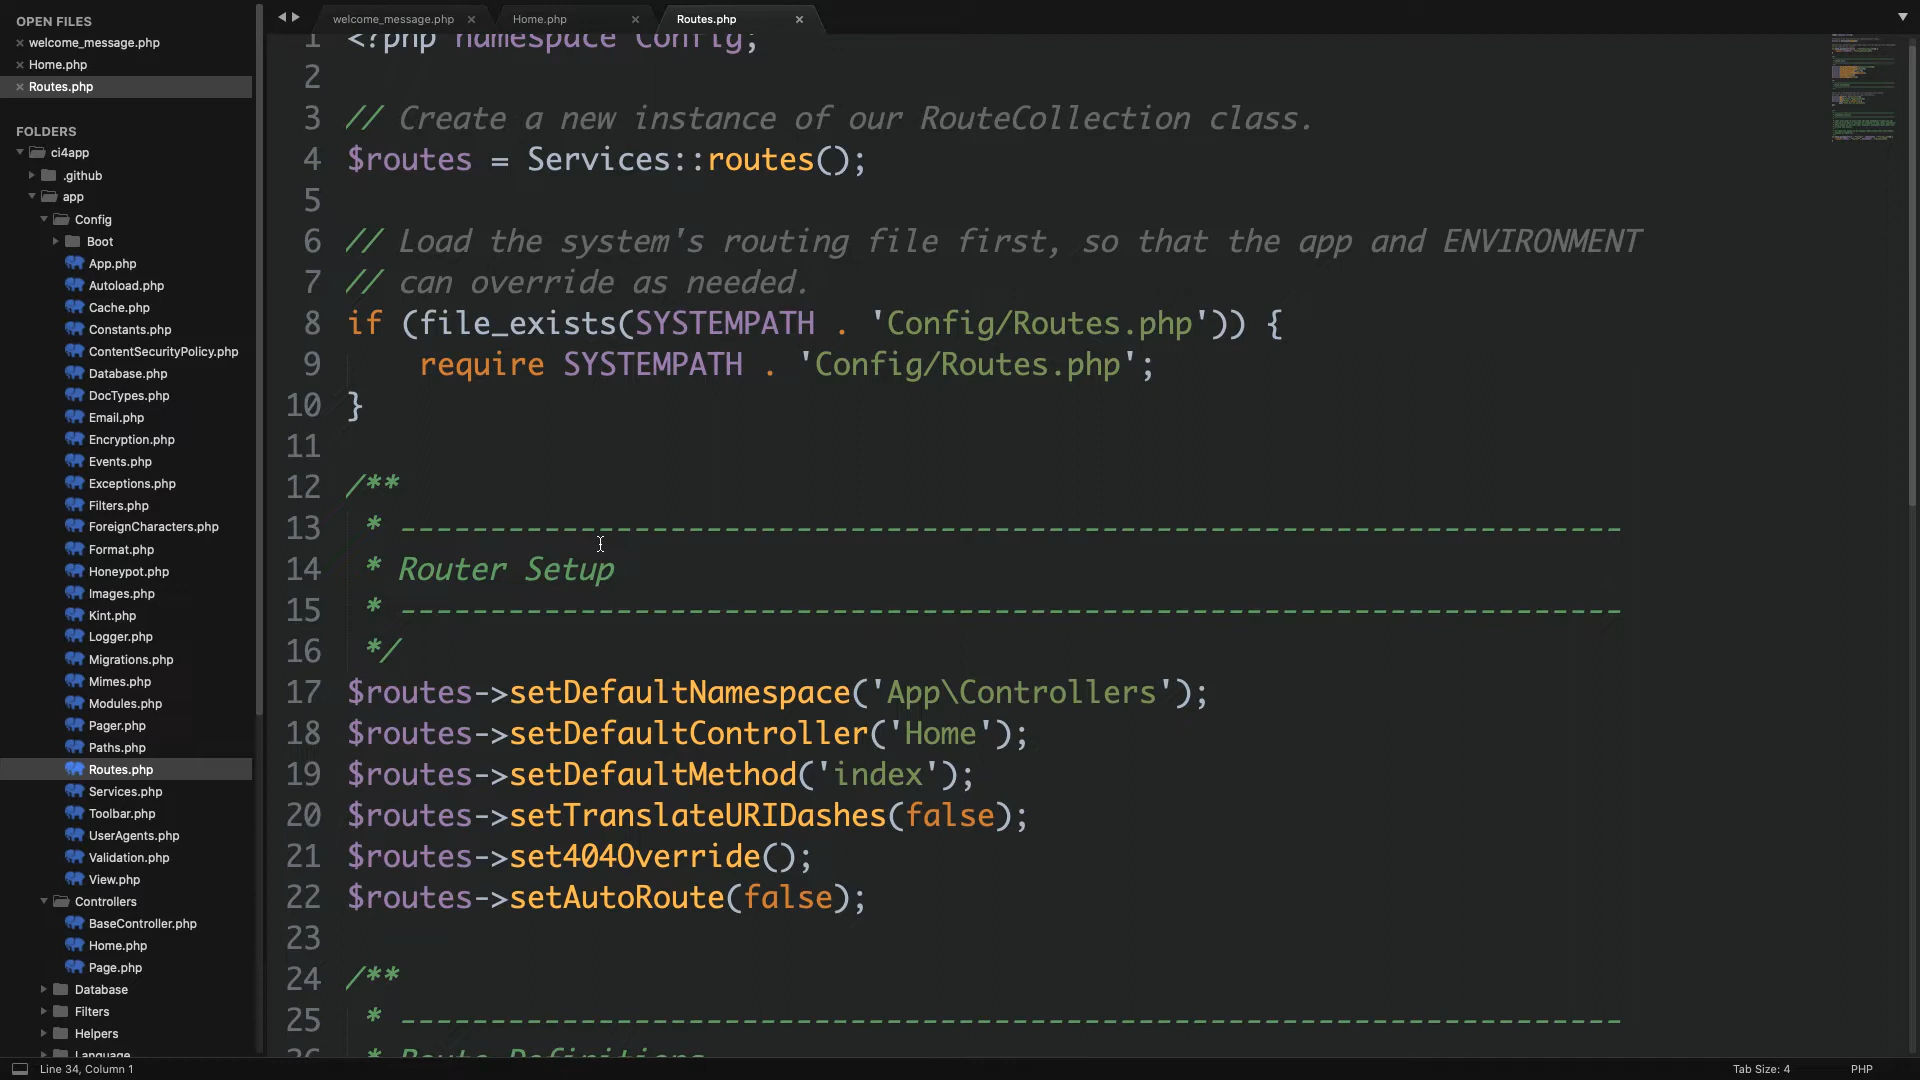 OPEN FILES
welcome_message.php
Home.php
Routes.php
FOLDERS
ci4app
.github
app
Config
Boot
App.php
Autoload.php
Cache.php
Constants.php
ContentSecurityPolicy.php
Database.php
DocTypes.php
Email.php
Encryption.php
Events.php
Exceptions.php
Filters.php
ForeignCharacters.php
Format.php
Honeypot.php
Images.php
Kint.php
Logger.php
Migrations.php
Mimes.php
Modules.php
Pager.php
Paths.php
Routes.php
Services.php
Toolbar.php
UserAgents.php
Validation.php
View.php
Controllers
BaseController.php
Home.php
Page.php
Database
Filters
Helpers
Language
welcome_message.php
Home.php
Routes.php
1 <?php namespace Config;
2
3 // Create a new instance of our RouteCollection class.
4 $routes = Services::routes();
5
6 // Load the system's routing file first, so that the app and ENVIRONMENT
7 // can override as needed.
8 if (file_exists(SYSTEMPATH . 'Config/Routes.php')) {
9 require SYSTEMPATH . 'Config/Routes.php';
10 }
11
12 /**
13 * --------------------------------------------------------------------
14 * Router Setup
15 * --------------------------------------------------------------------
16 */
17 $routes->setDefaultNamespace('App\Controllers');
18 $routes->setDefaultController('Home');
19 $routes->setDefaultMethod('index');
20 $routes->setTranslateURIDashes(false);
21 $routes->set404Override();
22 $routes->setAutoRoute(false);
23
24 /**
25 * --------------------------------------------------------------------
26 * Route Definitions
Line 34, Column 1
Tab Size: 4
PHP